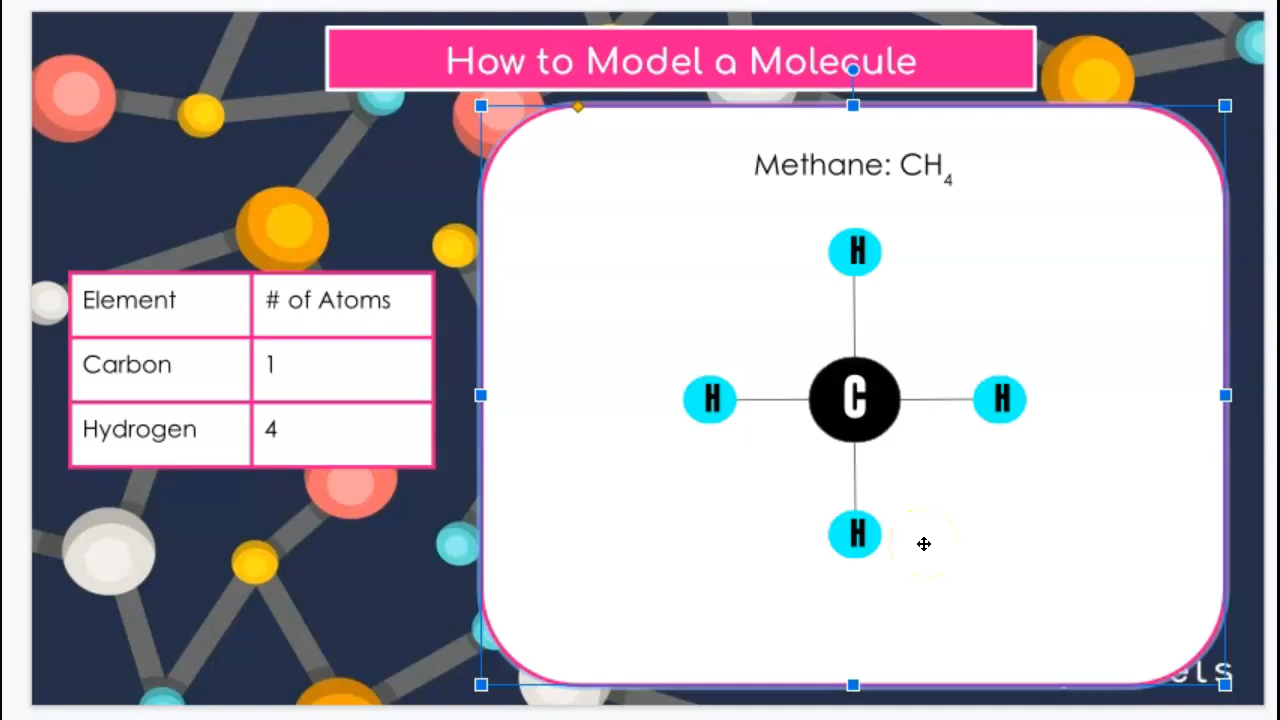 How to Model a Molecule
Methane: CH₄
H
H C H
H
Element # of Atoms
Carbon 1
Hydrogen 4